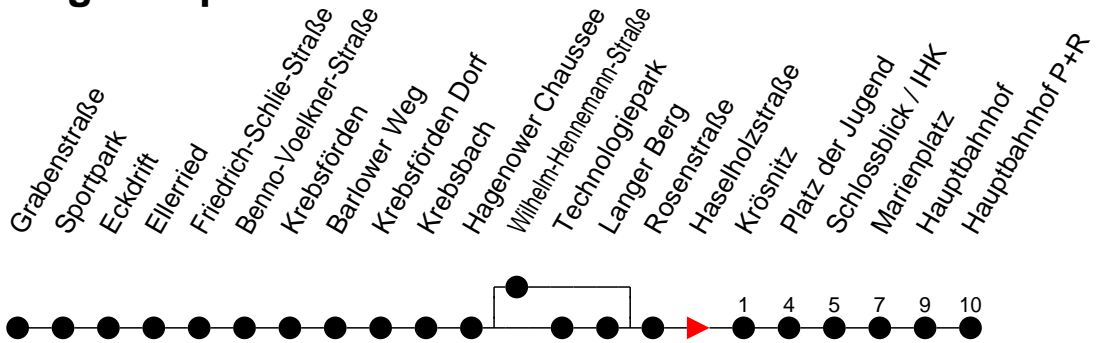 Grabenstraße
Sportpark
Eckdrift
Ellerried
Friedrich-Schlie-Straße
Benno-Voelkner-Straße
Krebsförden
Barlower Weg
Krebsförden Dorf
Krebsbach
Hagenower Chaussee
Wilhelm-Hennemann-Straße
Technologiepark
Langer Berg
Rosenstraße
Haselholzstraße
Krösnitz
Platz der Jugend
Schlossblick / IHK
Marienplatz
Hauptbahnhof
Hauptbahnhof P+R
1 4 5 7 9 10